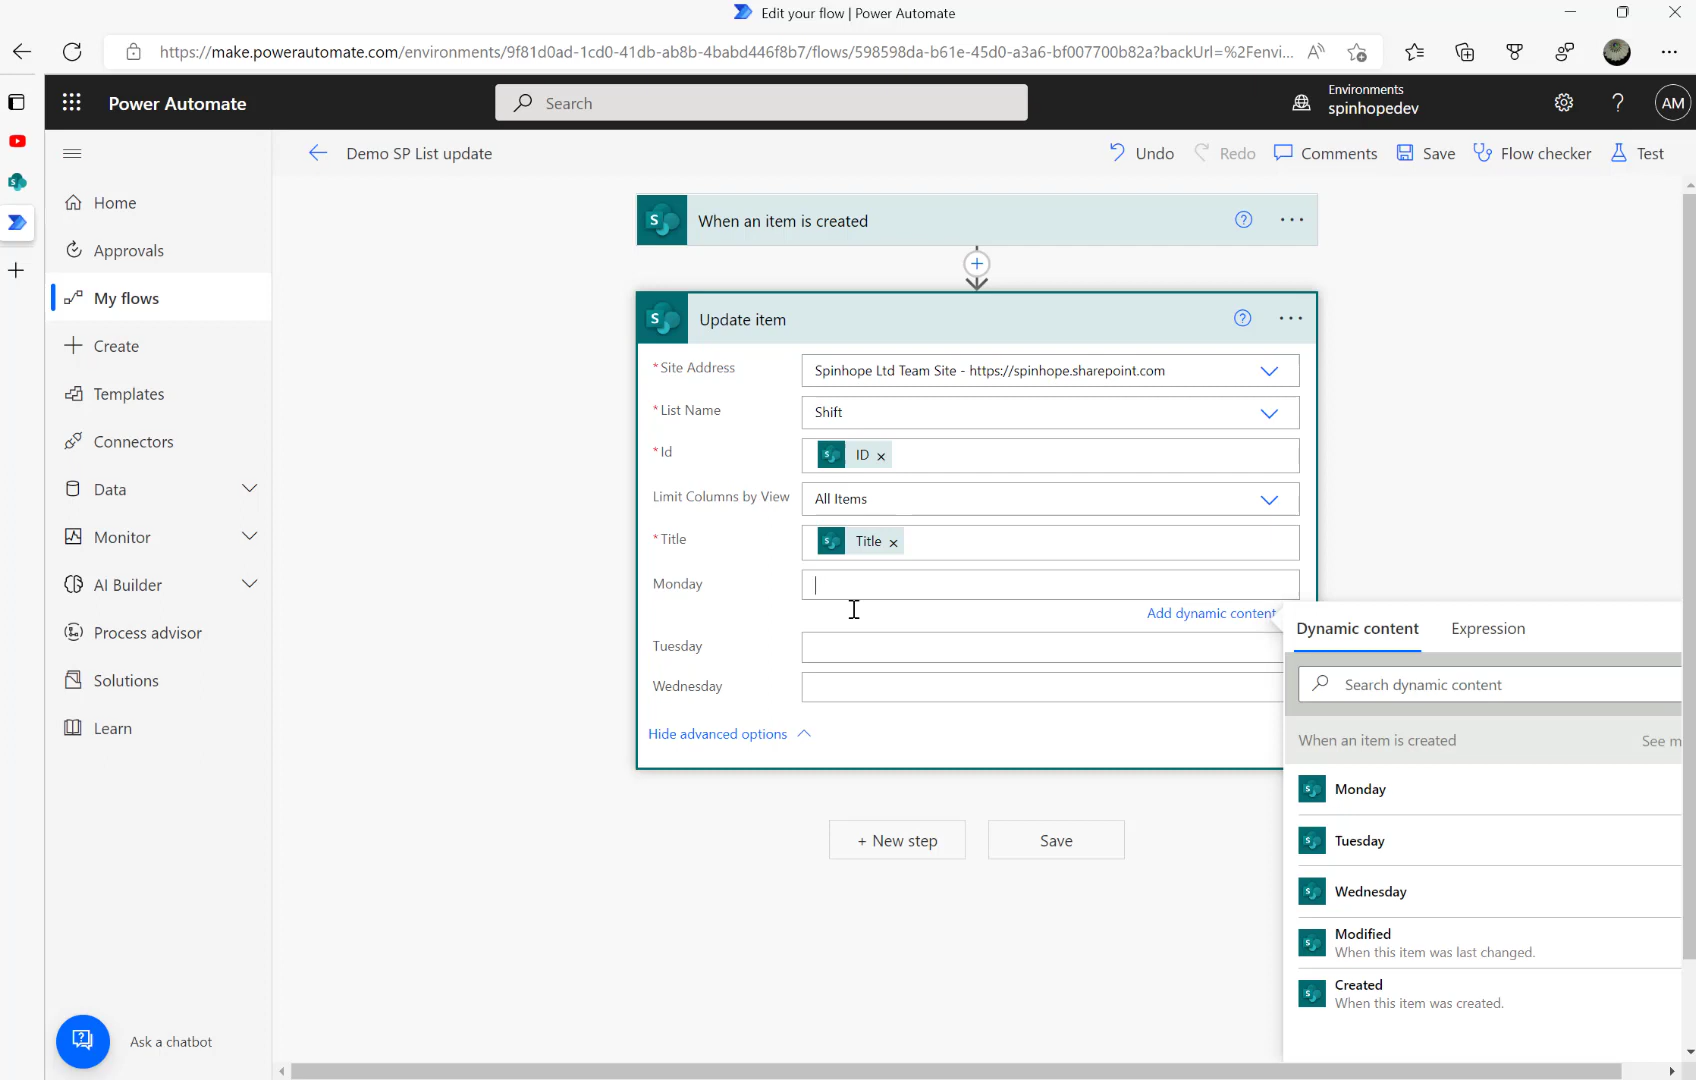 Edit your flow | Power Automate
https://make.powerautomate.com/environments/9f81d0ad-1cd0-41db-ab8b-4babd446f8b7/flows/598598da-b61e-45d0-a3a6-bf007700b82a?backUrl=%2Fenvi...
Power Automate
Search
Environments
spinhopedev
AM
Demo SP List update
Undo
Redo
Comments
Save
Flow checker
Test
Home
Approvals
My flows
Create
Templates
Connectors
Data
Monitor
AI Builder
Process advisor
Solutions
Learn
Ask a chatbot
When an item is created
Update item
* Site Address
Spinhope Ltd Team Site - https://spinhope.sharepoint.com
* List Name
Shift
* Id
ID
Limit Columns by View
All Items
* Title
Title
Monday
Add dynamic content
Tuesday
Wednesday
Hide advanced options
+ New step
Save
Dynamic content
Expression
Search dynamic content
When an item is created
See m
Monday
Tuesday
Wednesday
Modified
When this item was last changed.
Created
When this item was created.